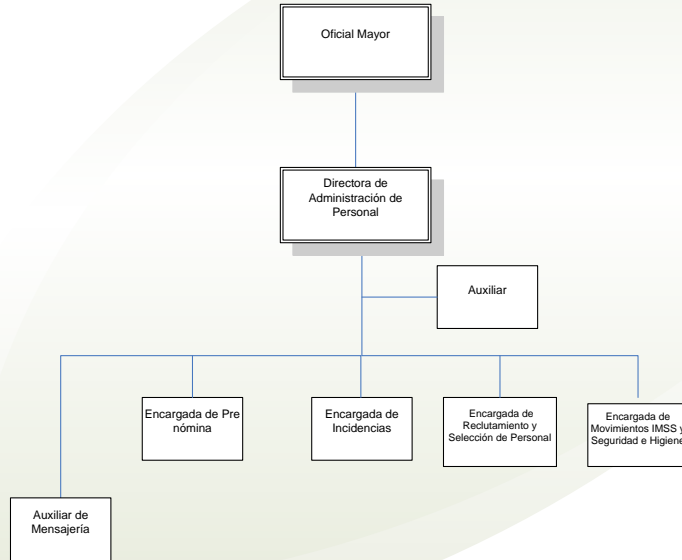 Oficial Mayor
Directora de
Administración de
Personal
Auxiliar
Encargada de Pre
nómina
Encargada de
Incidencias
Encargada de
Reclutamiento y
Selección de Personal
Encargada de
Movimientos IMSS y
Seguridad e Higiene
Auxiliar de
Mensajería